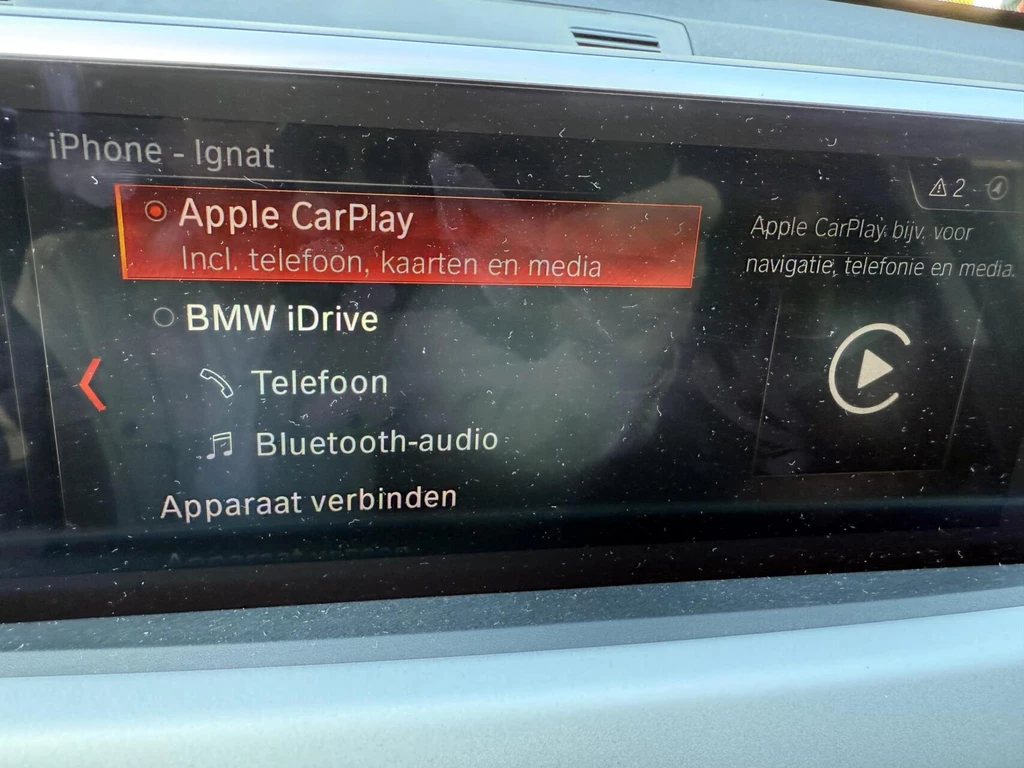 iPhone - Ignat
2
Apple CarPlay
Incl. telefoon, kaarten en media
BMW iDrive
Telefoon
Bluetooth-audio
Apparaat verbinden
Apple CarPlay, bijv. voor
navigatie, telefonie en media.